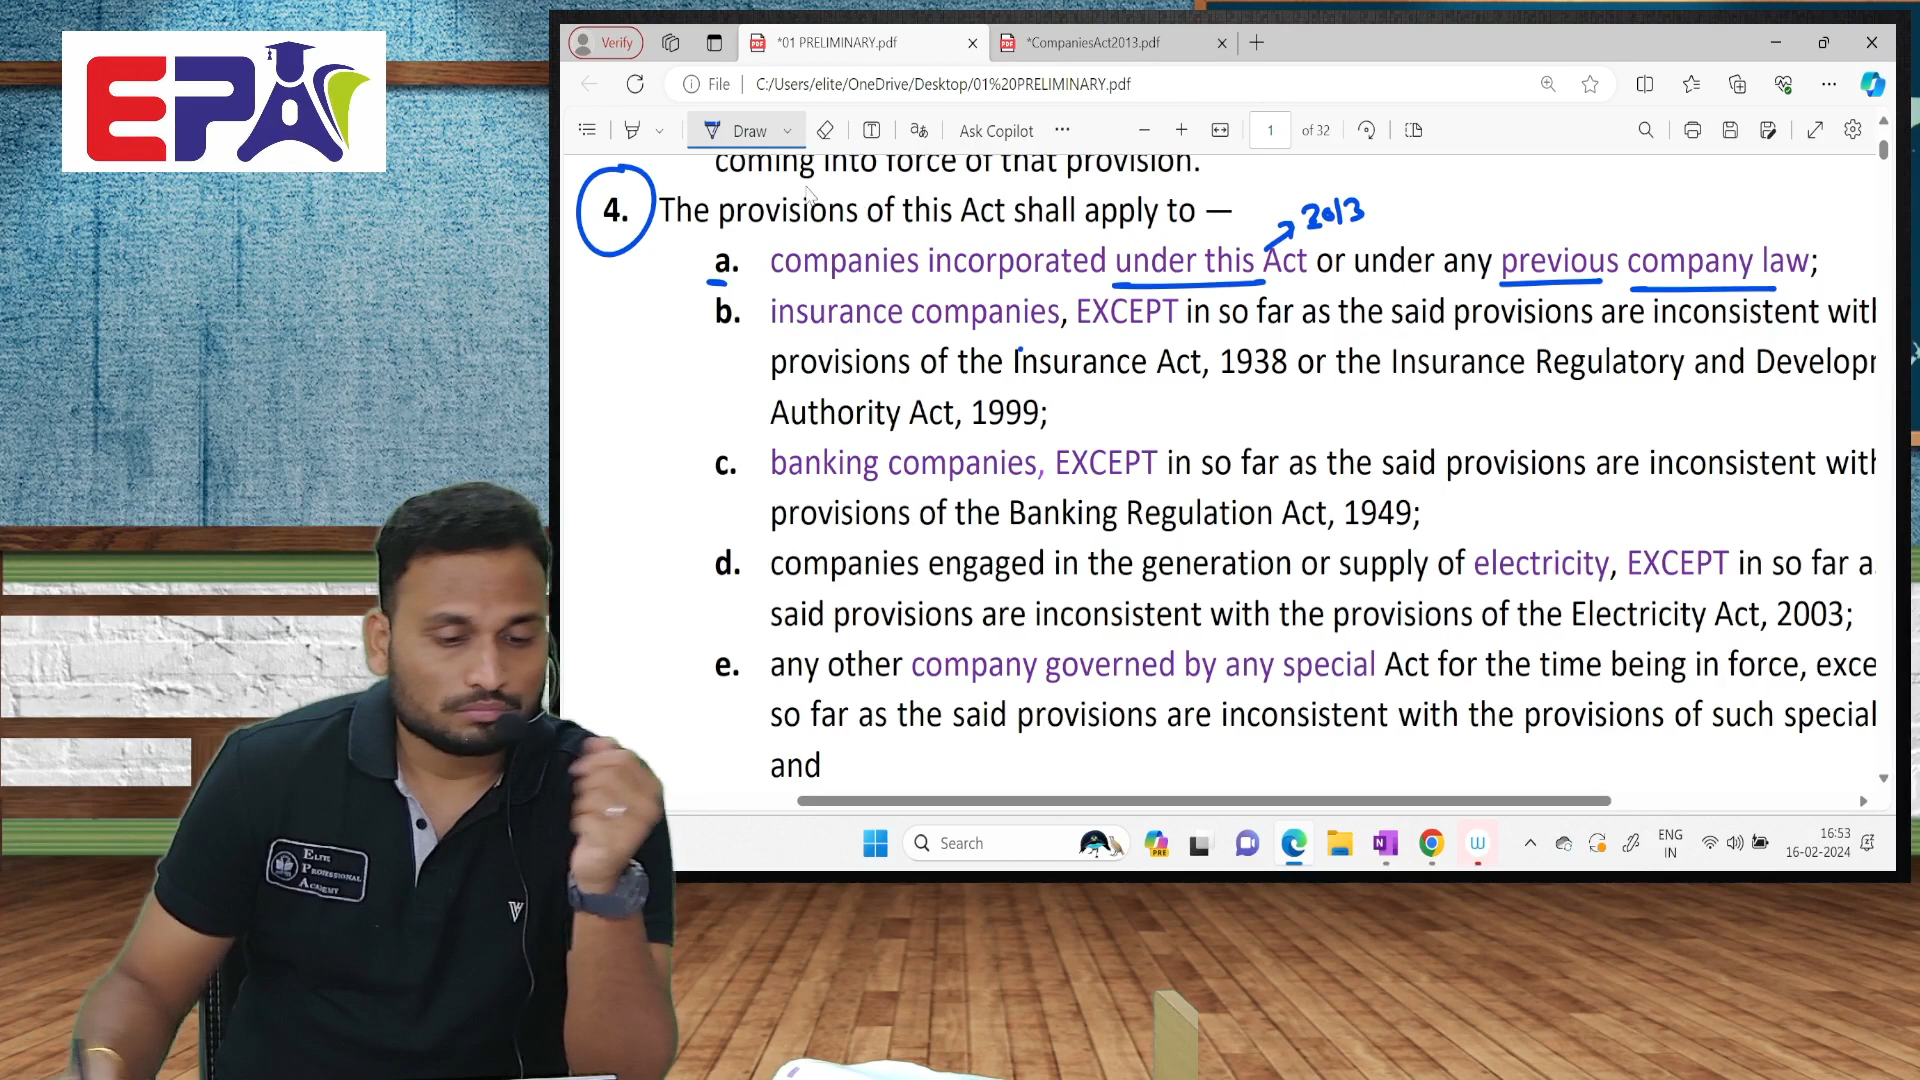 EPA
Verify
*01 PRELIMINARY.pdf
*CompaniesAct2013.pdf
File
C:/Users/elite/OneDrive/Desktop/01%20PRELIMINARY.pdf
Draw
Ask Copilot
1 of 32
coming into force of that provision.
4. The provisions of this Act shall apply to —
2013
a. companies incorporated under this Act or under any previous company law;
b. insurance companies, EXCEPT in so far as the said provisions are inconsistent with
provisions of the Insurance Act, 1938 or the Insurance Regulatory and Developm
Authority Act, 1999;
c. banking companies, EXCEPT in so far as the said provisions are inconsistent with
provisions of the Banking Regulation Act, 1949;
d. companies engaged in the generation or supply of electricity, EXCEPT in so far a
said provisions are inconsistent with the provisions of the Electricity Act, 2003;
e. any other company governed by any special Act for the time being in force, exce
so far as the said provisions are inconsistent with the provisions of such special
and
Search
PRE
ENG
IN
16:53
16-02-2024
ELITE
PROFESSIONAL
ACADEMY